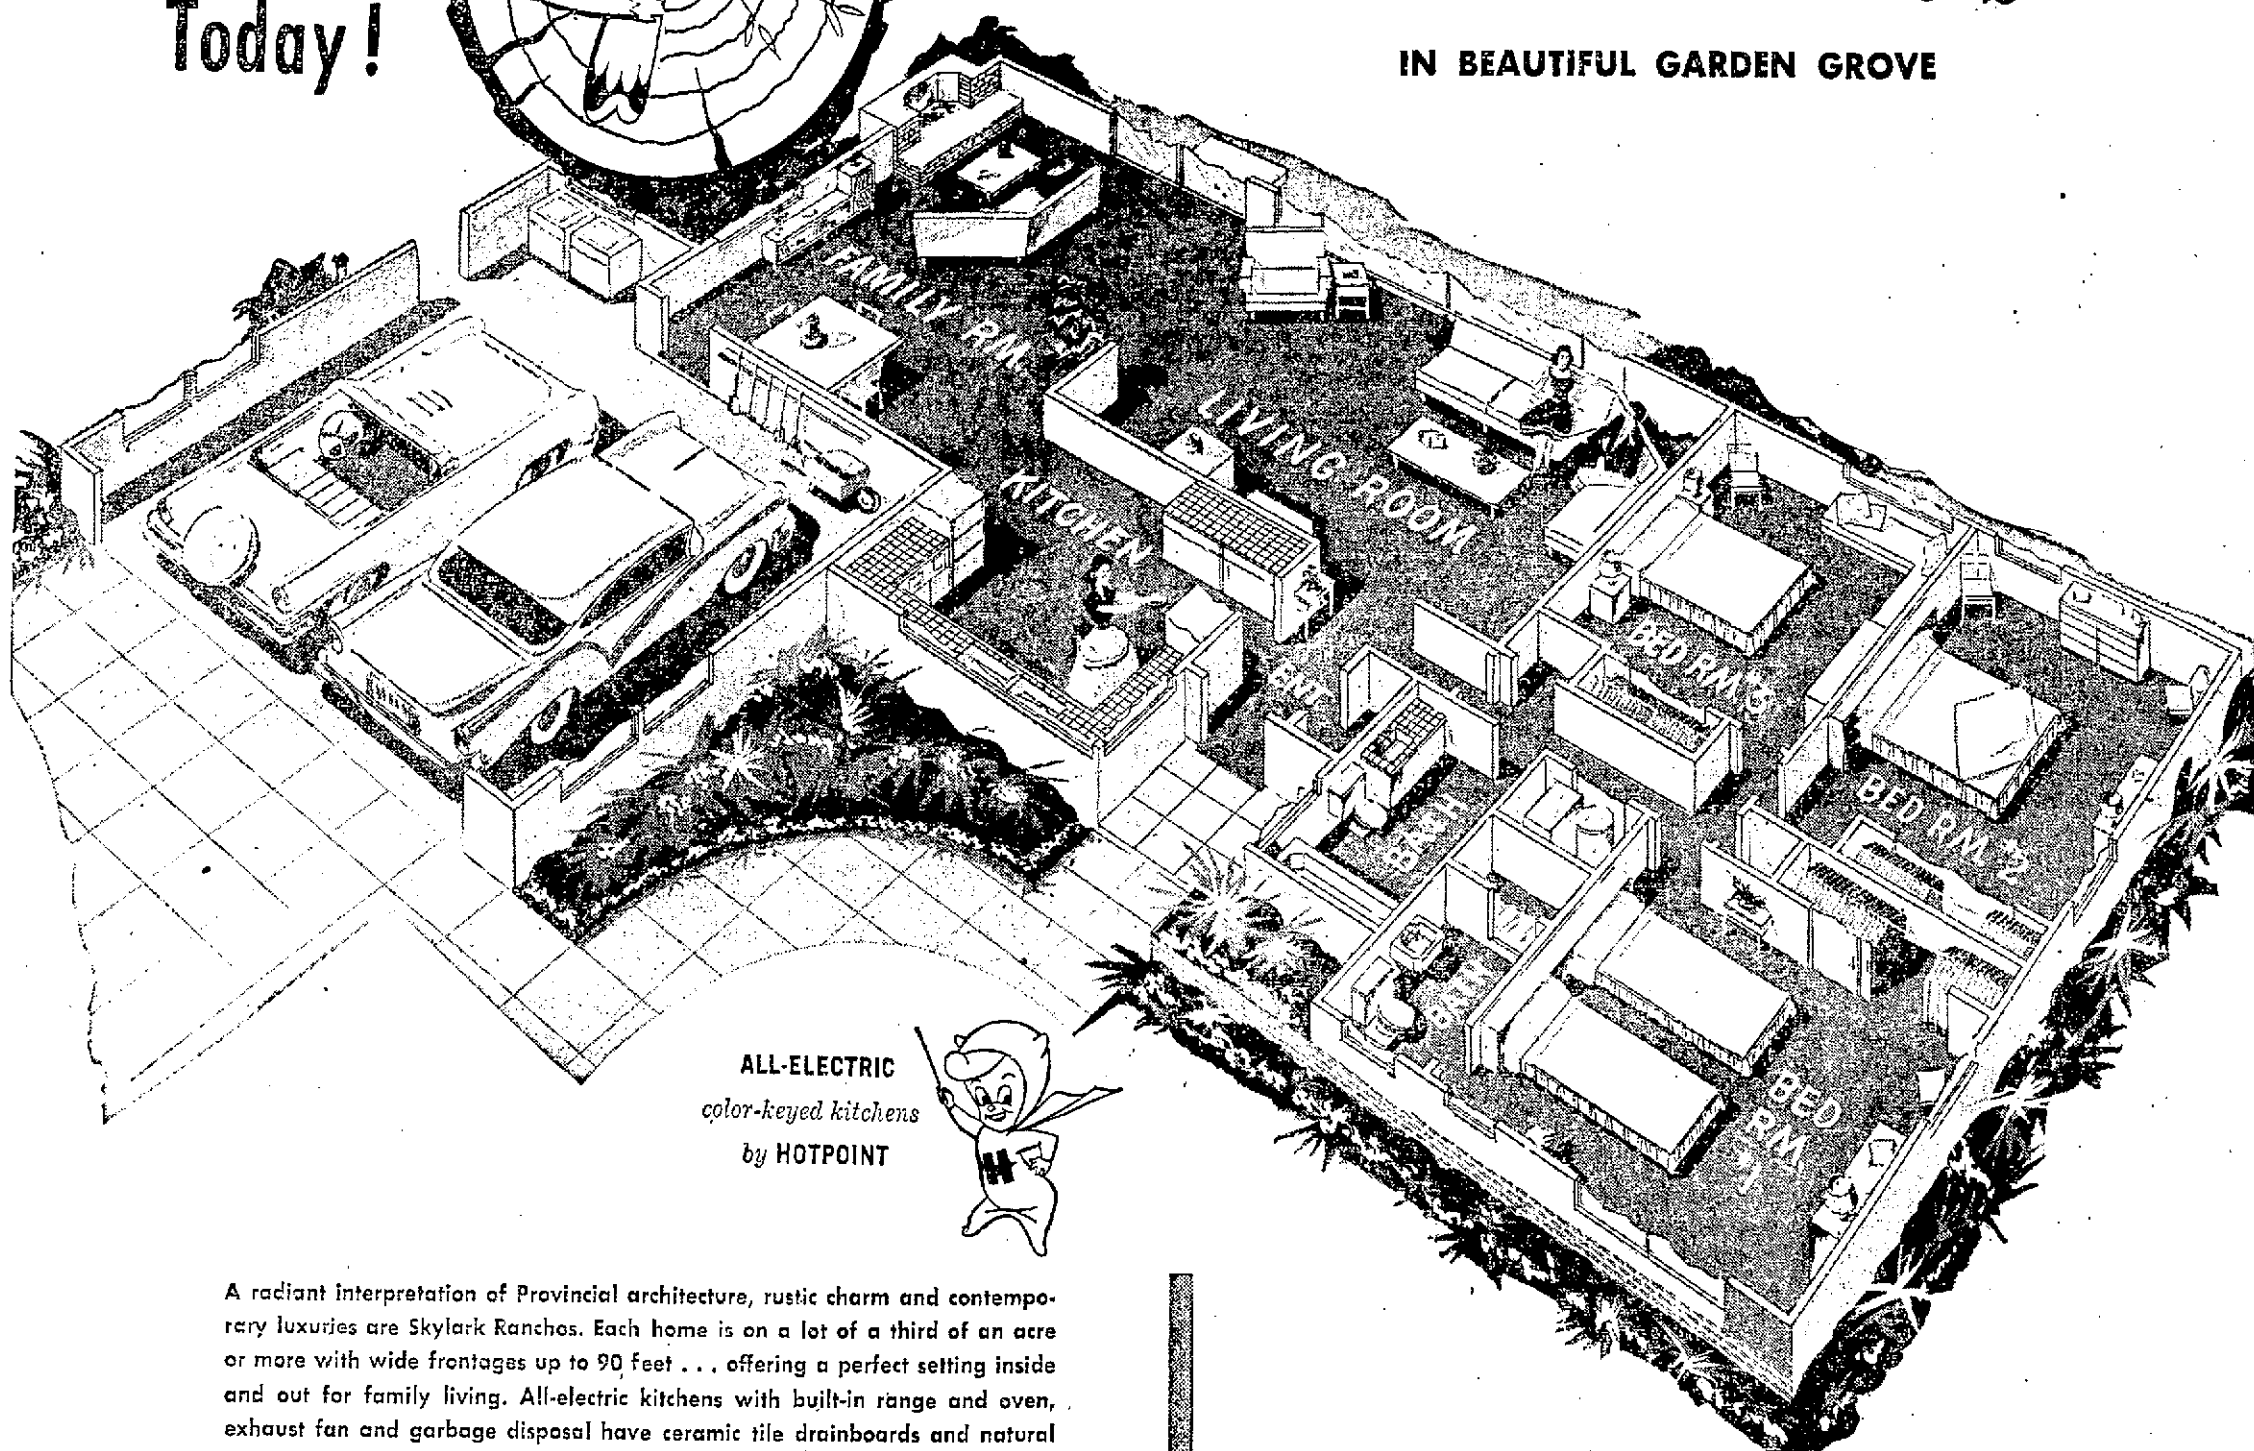 Today!
IN BEAUTIFUL GARDEN GROVE
FAMILY RM.
LIVING ROOM
KITCHEN
ENT.
BED RM. #3
BATH
BED RM. #2
BATH
BED
RM.
#1
ALL-ELECTRIC
color-keyed kitchens
by HOTPOINT
H
A radiant interpretation of Provincial architecture, rustic charm and contempo-
rary luxuries are Skylark Ranchos. Each home is on a lot of a third of an acre
or more with wide frontages up to 90 feet . . . offering a perfect setting inside
and out for family living. All-electric kitchens with built-in range and oven,
exhaust fan and garbage disposal have ceramic tile drainboards and natural